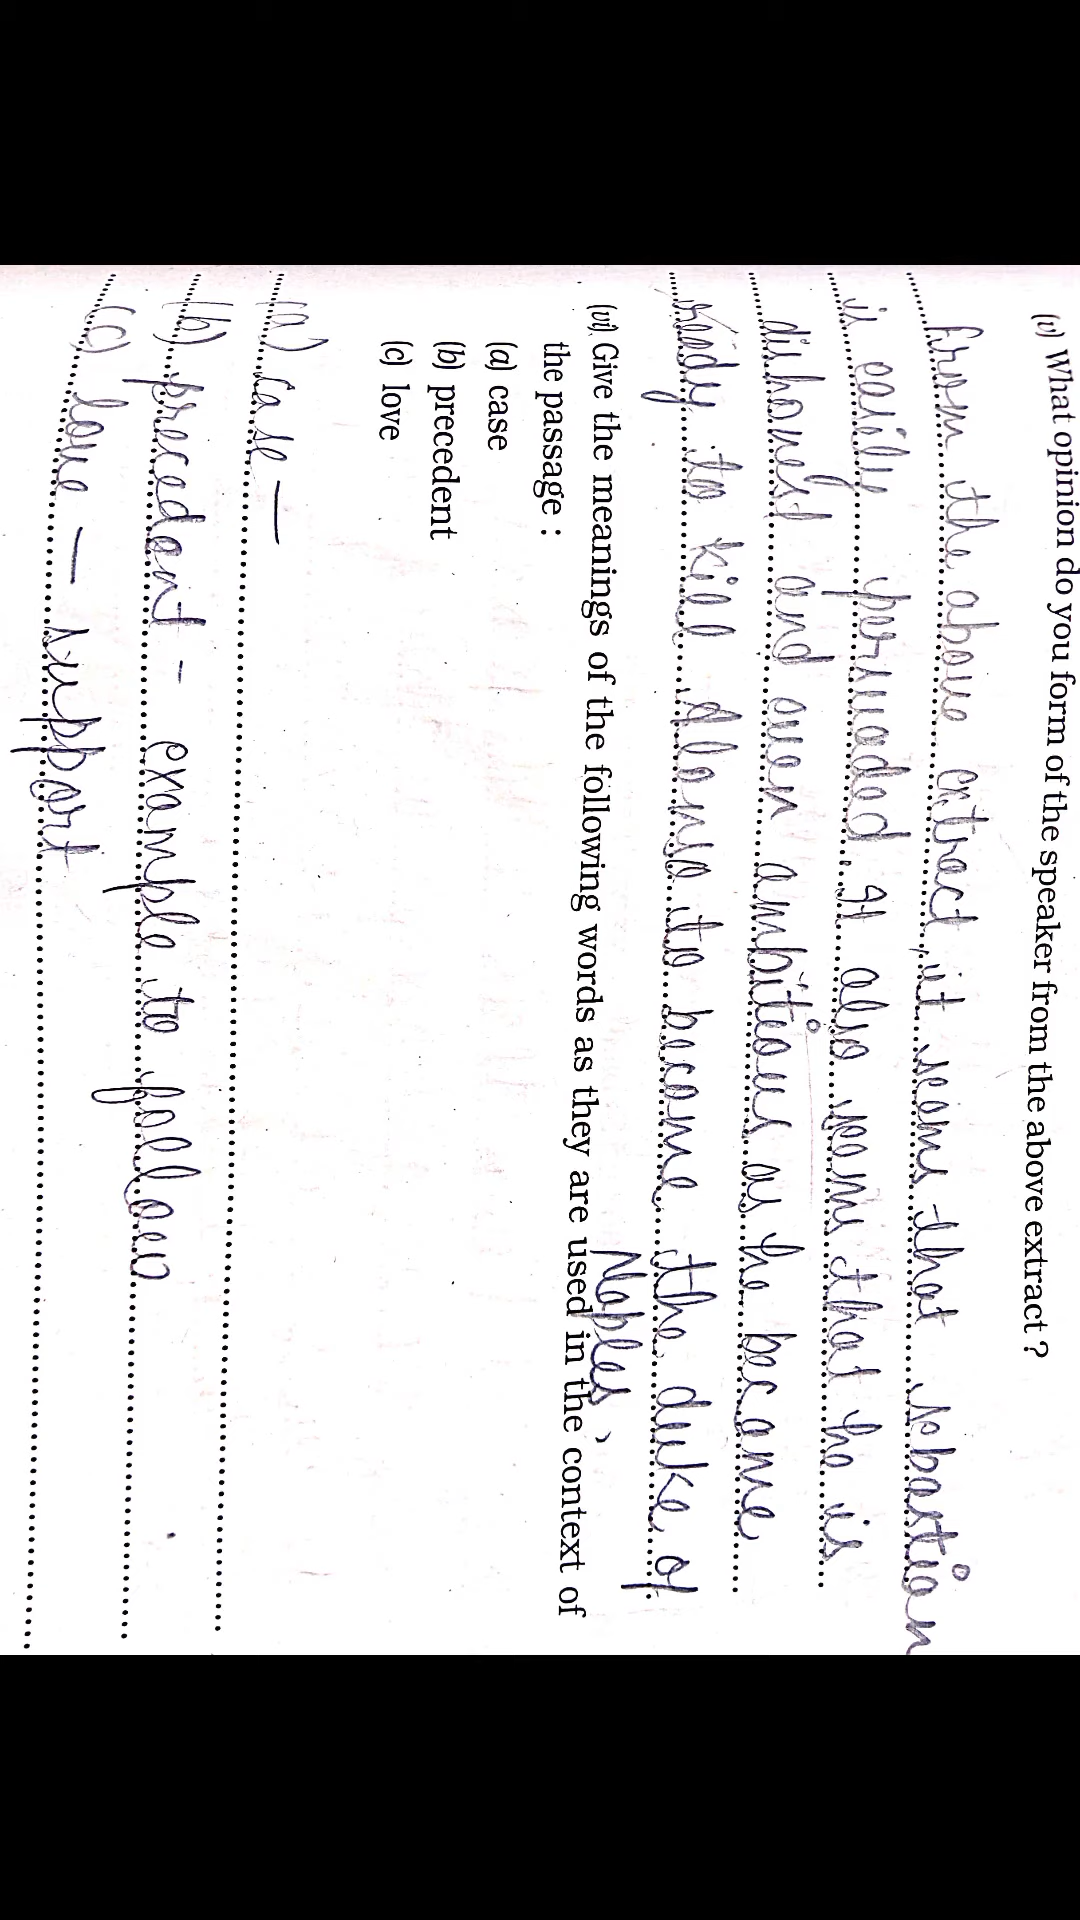 (v) What opinion do you form of the speaker from the above extract ?
From the above extract, it seems that sebastian
is easily persuaded. It also seems that he is
dishonest and even ambitious as he became
ready to kill Alonso to become the duke of
Naples.
(vi) Give the meanings of the following words as they are used in the context of
the passage :
(a) case
(b) precedent
(c) love
(a) case —
(b) precedent - example to follow
(c) love — support